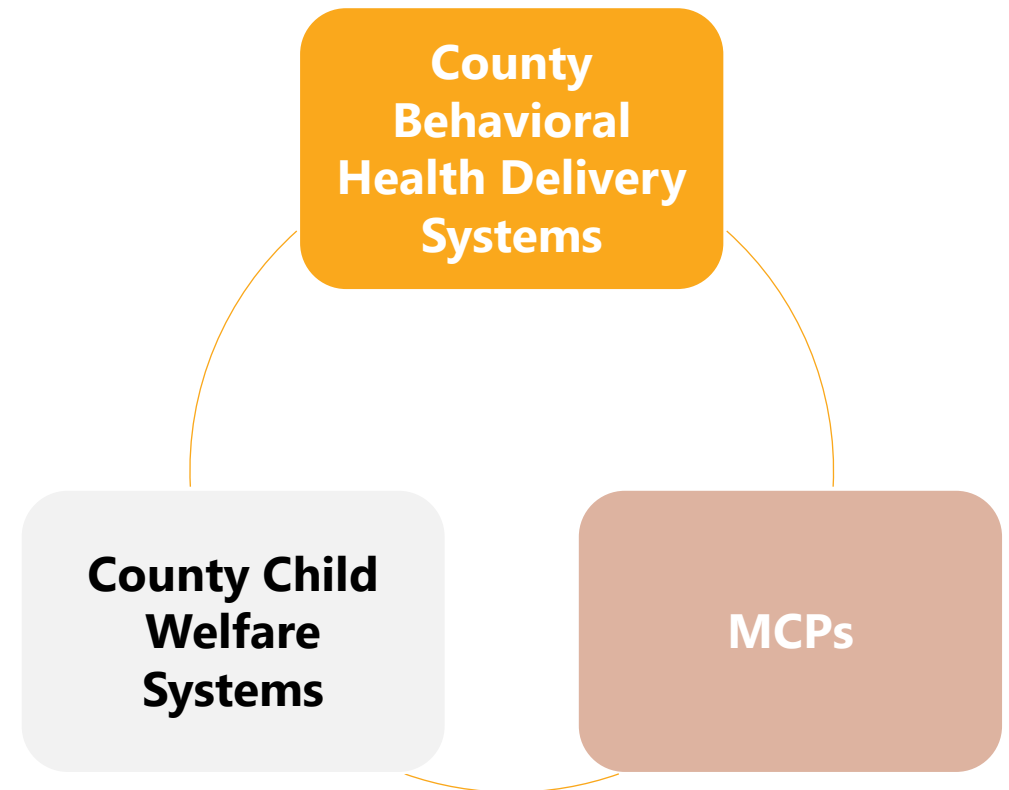 County
Behavioral
Health Delivery
Systems
County Child
Welfare
Systems
MCPs